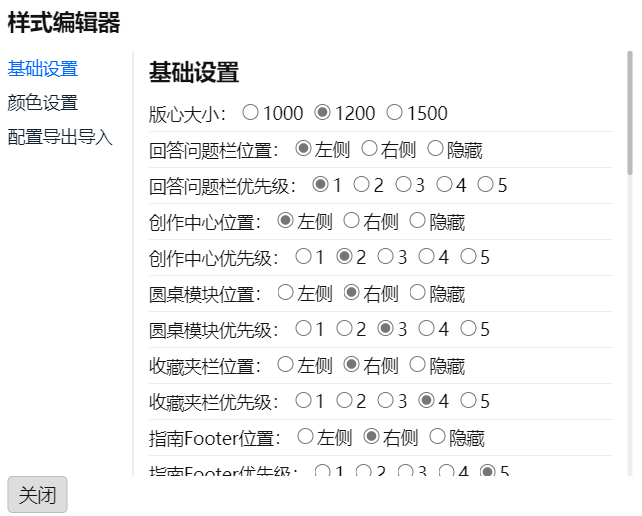 样式编辑器
基础设置
颜色设置
配置导出导入
基础设置
版心大小： 1000 1200 1500
回答问题栏位置： 左侧 右侧 隐藏
回答问题栏优先级： 1 2 3 4 5
创作中心位置： 左侧 右侧 隐藏
创作中心优先级： 1 2 3 4 5
圆桌模块位置： 左侧 右侧 隐藏
圆桌模块优先级： 1 2 3 4 5
收藏夹栏位置： 左侧 右侧 隐藏
收藏夹栏优先级： 1 2 3 4 5
指南Footer位置： 左侧 右侧 隐藏
指南Footer优先级： 1 2 3 4 5
关闭